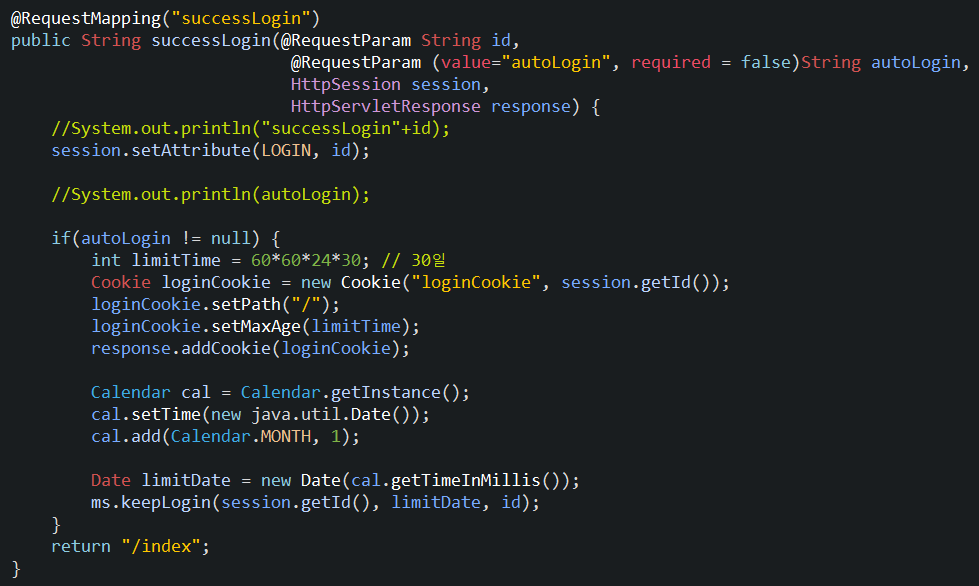 @RequestMapping("successLogin")
public String successLogin(@RequestParam String id,
                            @RequestParam (value="autoLogin", required = false)String autoLogin,
                            HttpSession session,
                            HttpServletResponse response) {
    //System.out.println("successLogin"+id);
    session.setAttribute(LOGIN, id);

    //System.out.println(autoLogin);

    if(autoLogin != null) {
        int limitTime = 60*60*24*30; // 30일
        Cookie loginCookie = new Cookie("loginCookie", session.getId());
        loginCookie.setPath("/");
        loginCookie.setMaxAge(limitTime);
        response.addCookie(loginCookie);

        Calendar cal = Calendar.getInstance();
        cal.setTime(new java.util.Date());
        cal.add(Calendar.MONTH, 1);

        Date limitDate = new Date(cal.getTimeInMillis());
        ms.keepLogin(session.getId(), limitDate, id);
    }
    return "/index";
}